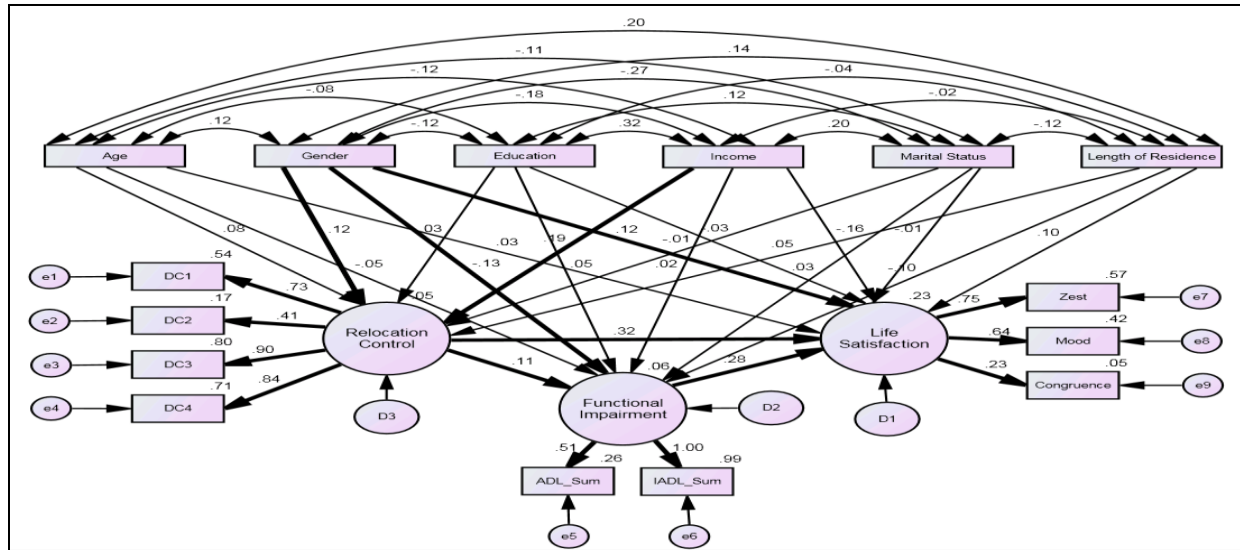 .20
-.11
.14
-.12
-.27
-.04
-.08
-.18
.12
-.02
.12
-.12
.32
.20
-.12
Age
Gender
Education
Income
Marital Status
Length of Residence
.08
.12
.03
.03
.19
.12
-.01
.03
.05
-.16
-.01
.10
-.05
-.13
.05
.02
.03
-.10
.05
.54
e1
DC1
.73
.17
e2
DC2
.41
.80
e3
DC3
.90
.71
e4
DC4
.84
Relocation
Control
.32
.11
.23
Life
Satisfaction
.75
.57
Zest
e7
.64
.42
Mood
e8
.23
.05
Congruence
e9
.06
.28
Functional
Impairment
D3
D2
D1
.51
.26
1.00
.99
ADL_Sum
IADL_Sum
e5
e6